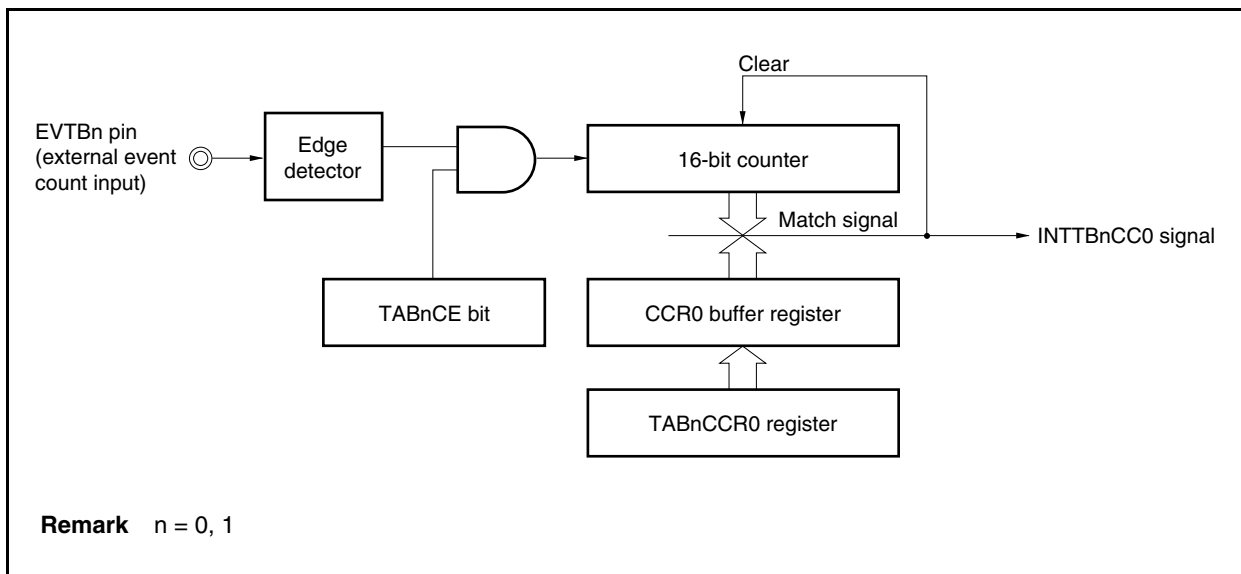 Clear
EVTBn pin
(external event
count input)
Edge
detector
16-bit counter
Match signal
INTTBnCC0 signal
TABnCE bit
CCR0 buffer register
TABnCCR0 register
Remark n = 0, 1